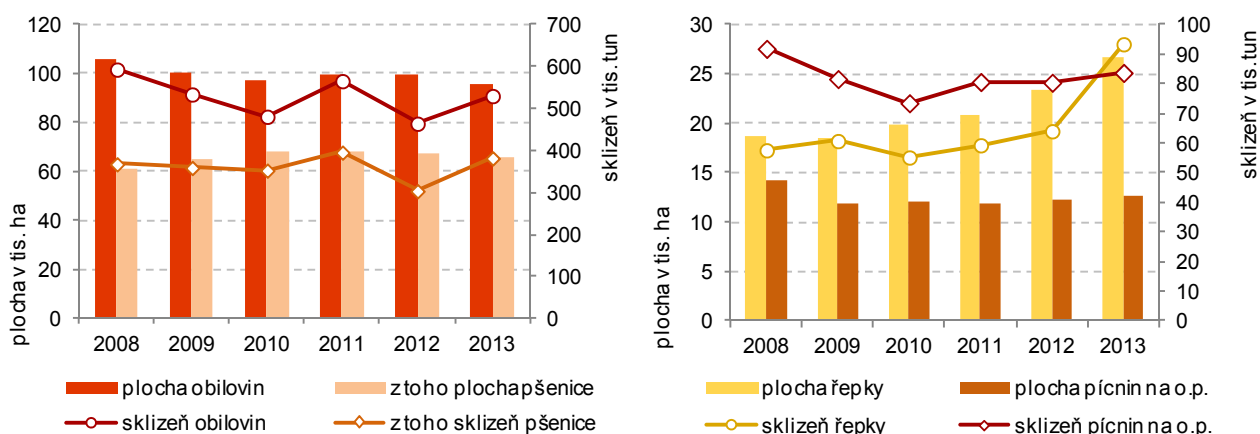 plocha v tis. ha
120
100
80
60
40
20
0
700
600
500
400
300
200
100
0
sklizeň v tis. tun
2008 2009 2010 2011 2012 2013
plocha obilovin
z toho plocha pšenice
sklizeň obilovin
z toho sklizeň pšenice
plocha v tis. ha
30
25
20
15
10
5
0
100
90
80
70
60
50
40
30
20
10
0
sklizeň v tis. tun
2008 2009 2010 2011 2012 2013
plocha řepky
plocha pícnin na o.p.
sklizeň řepky
sklizeň pícnin na o.p.